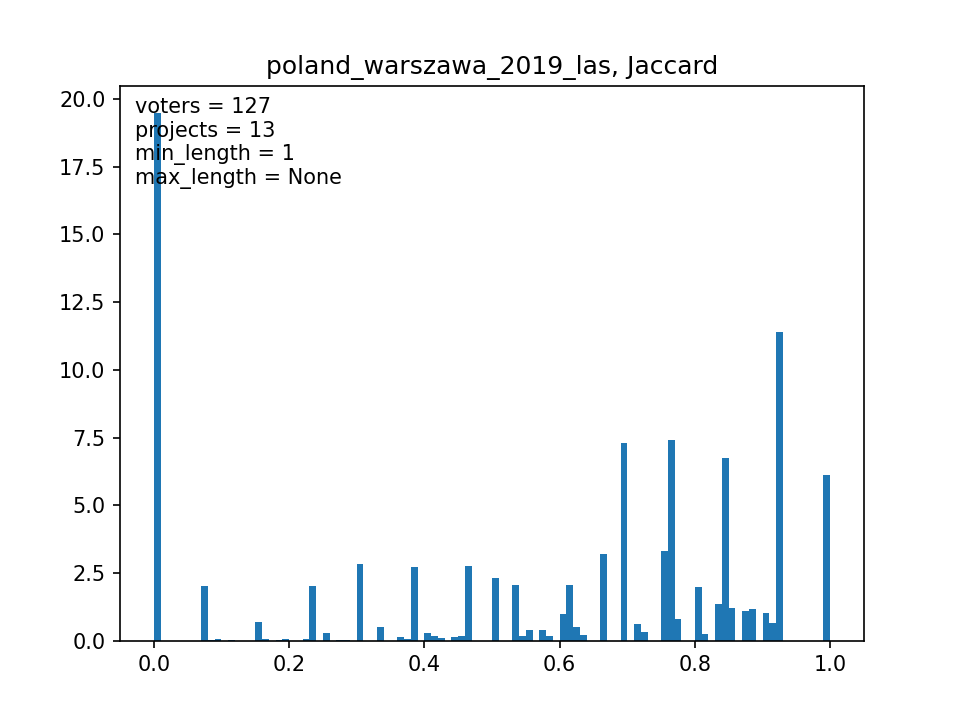 poland_warszawa_2019_las, Jaccard
voters = 127
projects = 13
min_length = 1
max_length = None
20.0
17.5
15.0
12.5
10.0
7.5
5.0
2.5
0.0
0.0 0.2 0.4 0.6 0.8 1.0